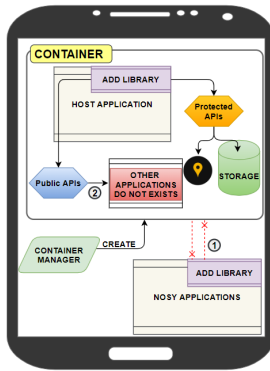 CONTAINER
ADD LIBRARY
HOST APPLICATION
Protected
APIs
Public APIs
2
OTHER
APPLICATIONS
DO NOT EXISTS
STORAGE
1
CONTAINER
MANAGER
CREATE
ADD LIBRARY
NOSY APPLICATIONS